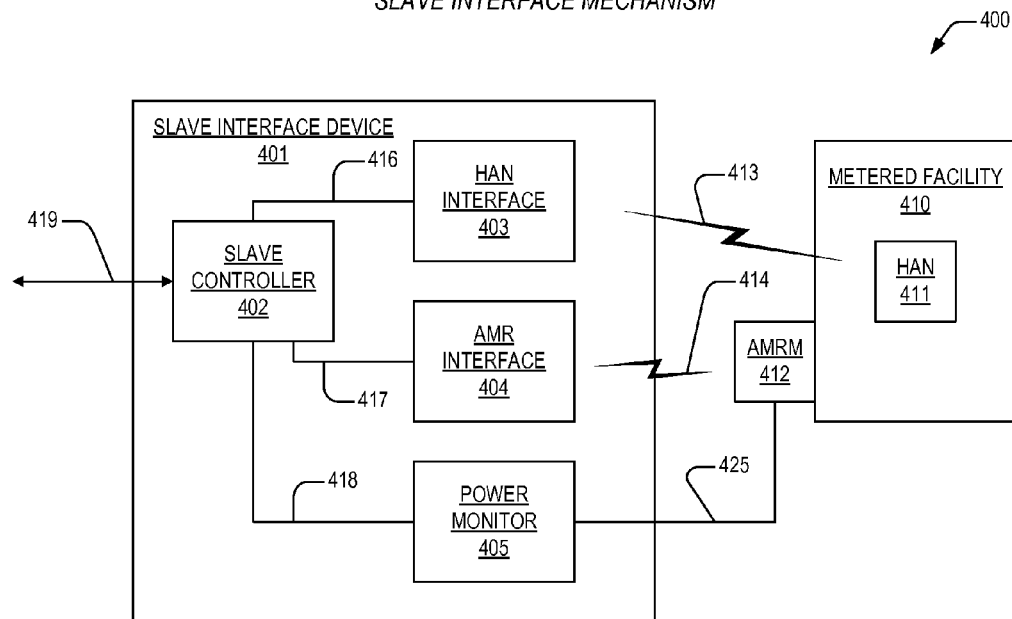 SLAVE INTERFACE MECHANISM
400
SLAVE INTERFACE DEVICE
401
416
HAN
INTERFACE
403
413
METERED FACILITY
410
419
SLAVE
CONTROLLER
402
HAN
411
414
AMR
INTERFACE
404
AMRM
412
417
418
POWER
MONITOR
405
425